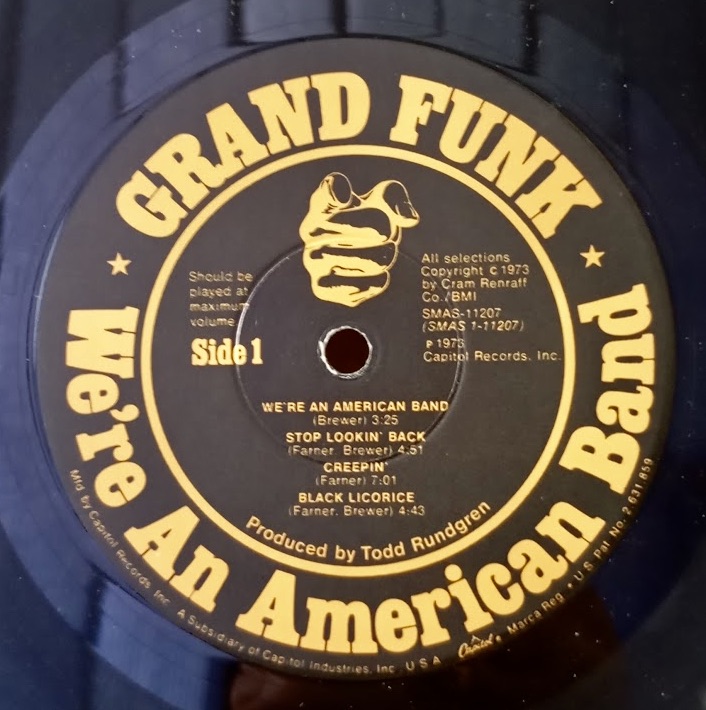 GRAND FUNK
We're An American Band
Should be
played at
maximum
volume
Side 1
All selections
Copyright © 1973
by Cram Renraff
Co./BMI
SMAS-11207
(SMAS 1-11207)
℗ 1973
Capitol Records, Inc.
WE'RE AN AMERICAN BAND
(Brewer) 3:25
STOP LOOKIN' BACK
(Farner, Brewer) 4:51
CREEPIN'
(Farner) 7:01
BLACK LICORICE
(Farner, Brewer) 4:43
Produced by Todd Rundgren
Mfd by Capitol Records, Inc. A Subsidiary of Capitol Industries, Inc. U S A Capitol ® Marca Reg. • U.S. Pat. No. 2 631 859